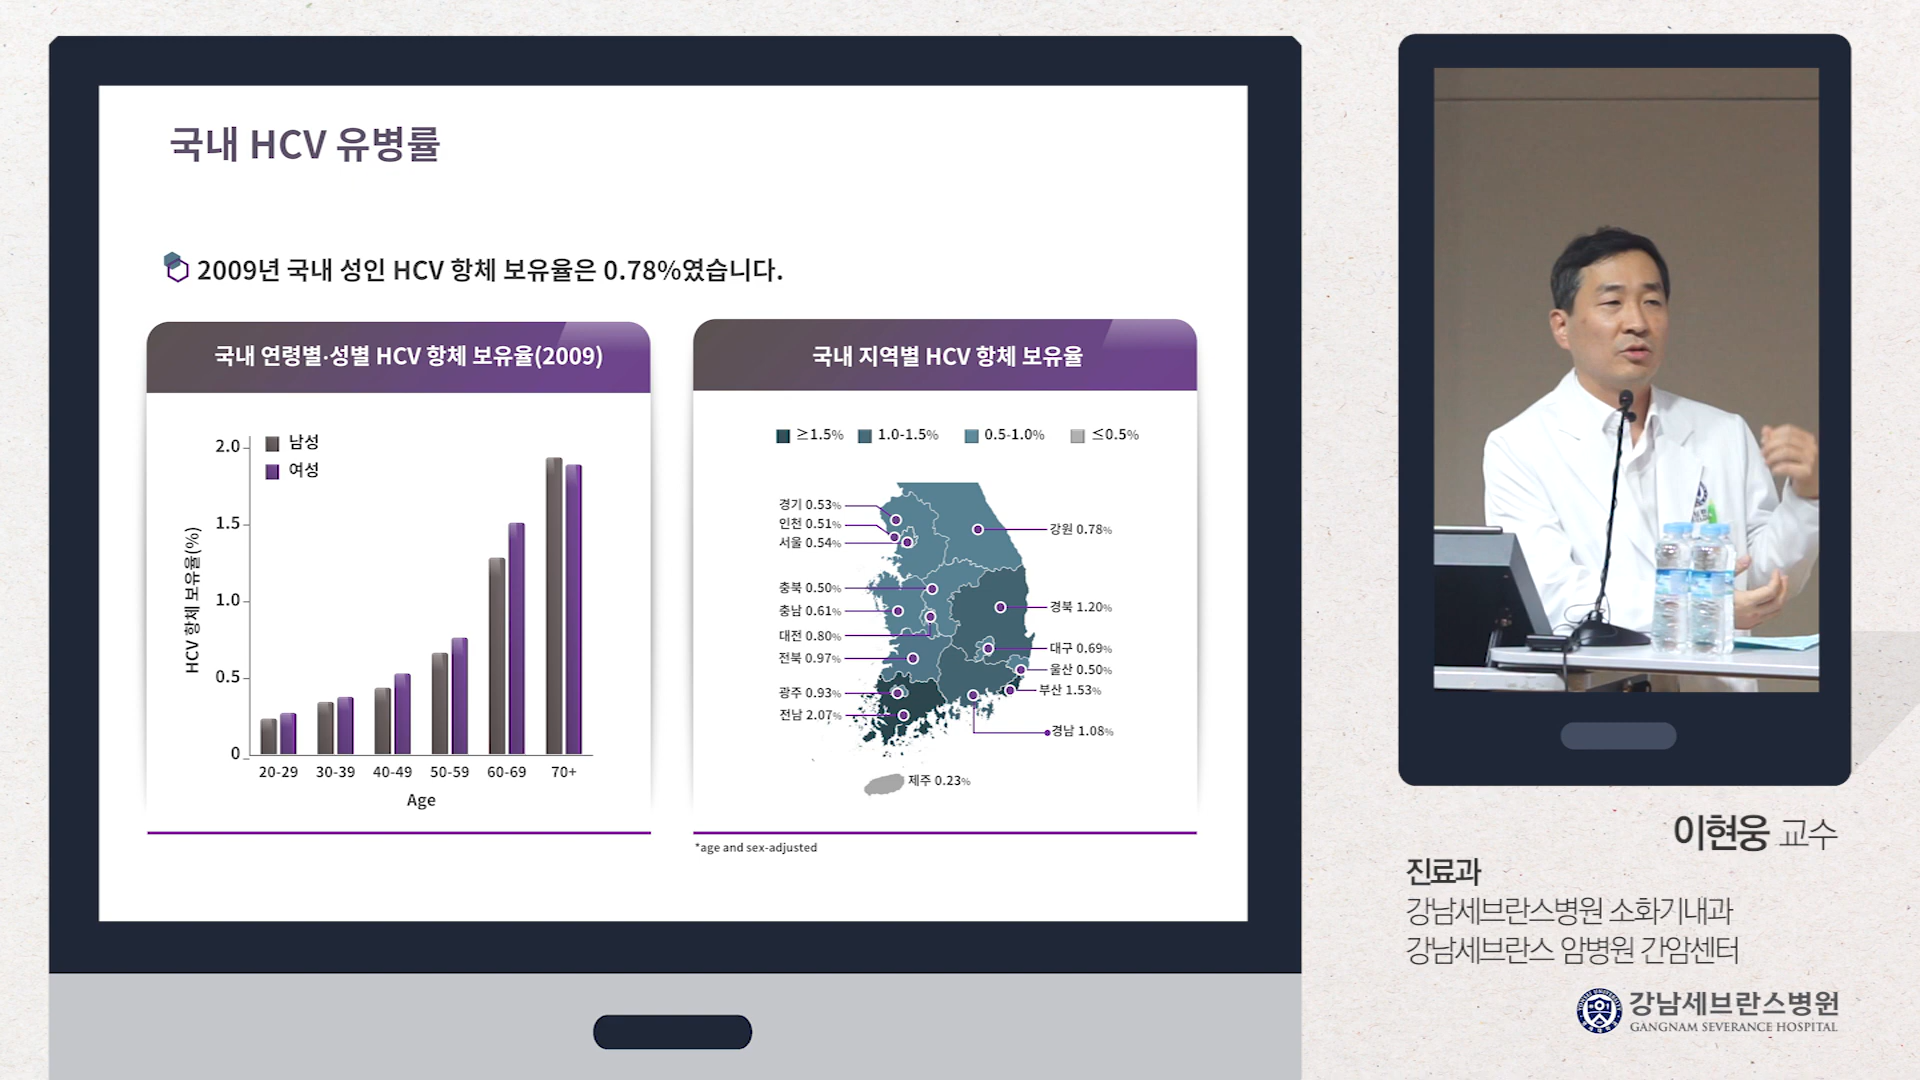 국내 HCV 유병률
2009년 국내 성인 HCV 항체 보유율은 0.78%였습니다.
국내 연령별·성별 HCV 항체 보유율(2009)
남성
여성
HCV 항체 보유율(%)
2.0
1.5
1.0
0.5
0
20-29 30-39 40-49 50-59 60-69 70+
Age
국내 지역별 HCV 항체 보유율
≥1.5% 1.0-1.5% 0.5-1.0% ≤0.5%
경기 0.53%
인천 0.51%
서울 0.54%
충북 0.50%
충남 0.61%
대전 0.80%
전북 0.97%
광주 0.93%
전남 2.07%
강원 0.78%
경북 1.20%
대구 0.69%
울산 0.50%
부산 1.53%
경남 1.08%
제주 0.23%
*age and sex-adjusted
이현웅 교수
진료과
강남세브란스병원 소화기내과
강남세브란스 암병원 간암센터
강남세브란스병원
GANGNAM SEVERANCE HOSPITAL